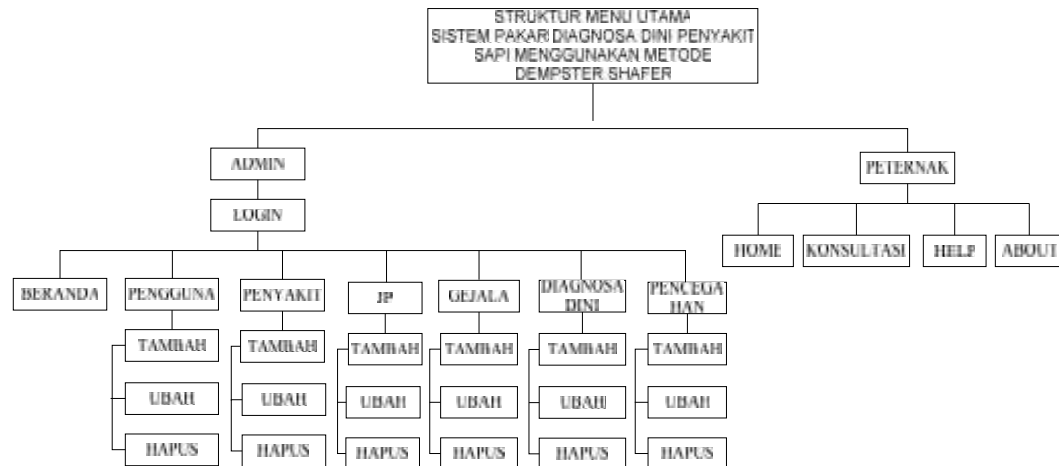 STRUKTUR MENU UTAMA
SISTEM PAKAR DIAGNOSA DINI PENYAKIT
SAPI MENGGUNAKAN METODE
DEMPSTER SHAFER
ADMIN
PETERNAK
LOGIN
HOME
KONSULTASI
HELP
ABOUT
BERANDA
PENGGUNA
PENYAKIT
JP
GEJALA
DIAGNOSA
DINI
PENCEGA
HAN
TAMBAH
TAMBAH
TAMBAH
TAMBAH
TAMBAH
TAMBAH
UBAH
UBAH
UBAH
UBAH
UBAH
UBAH
HAPUS
HAPUS
HAPUS
HAPUS
HAPUS
HAPUS